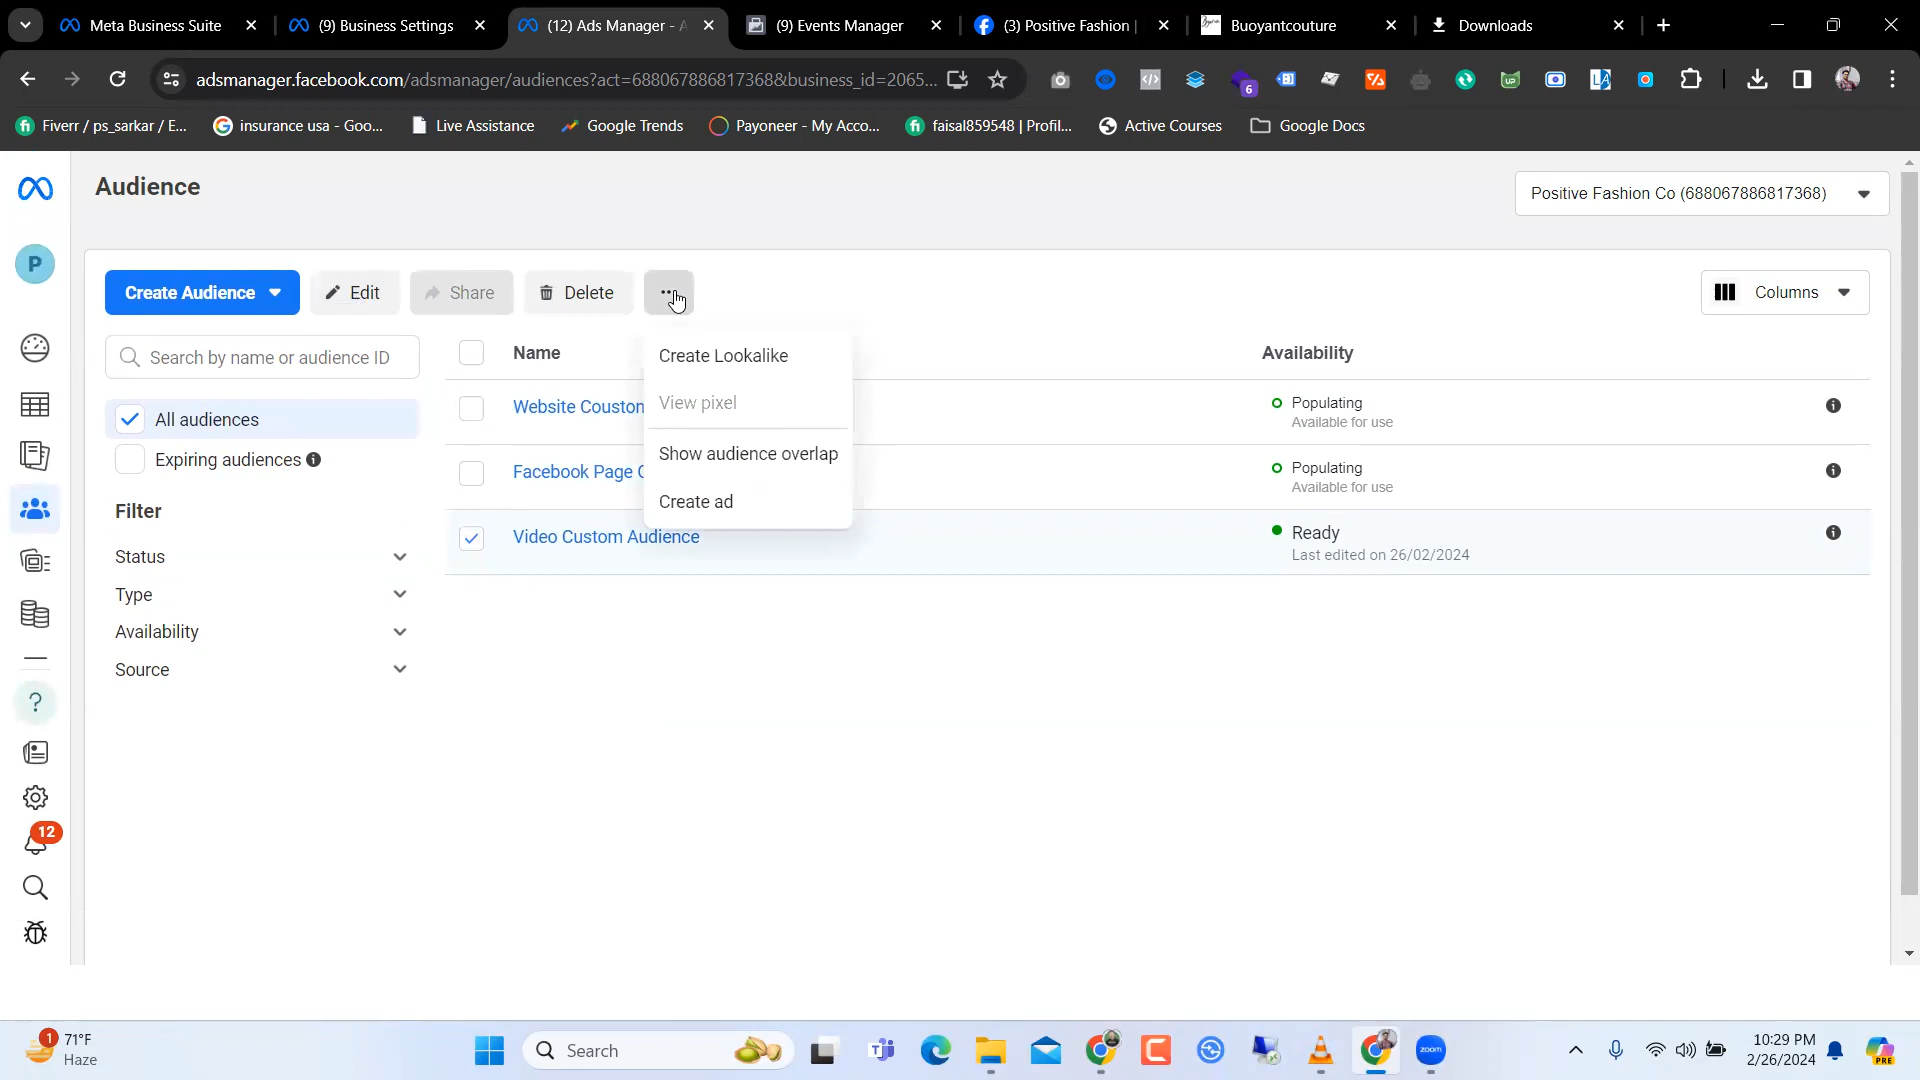 Meta Business Suite
(9) Business Settings
(12) Ads Manager - A
(9) Events Manager
(3) Positive Fashion |
Buoyantcouture
Downloads
adsmanager.facebook.com/adsmanager/audiences?act=688067886817368&business_id=2065...
6
Fiverr / ps_sarkar / E...
insurance usa - Goo...
Live Assistance
Google Trends
Payoneer - My Acco...
faisal859548 | Profil...
Active Courses
Google Docs
Audience
Positive Fashion Co (688067886817368)
P
Create Audience
Edit
Share
Delete
...
Columns
Search by name or audience ID
Name
Availability
Create Lookalike
View pixel
Show audience overlap
Create ad
All audiences
Expiring audiences
Website Couston
Populating
Available for use
Facebook Page C
Populating
Available for use
Video Custom Audience
Ready
Last edited on 26/02/2024
Filter
Status
Type
Availability
Source
?
12
1
71°F
Haze
Search
zoom
10:29 PM
2/26/2024
PRE